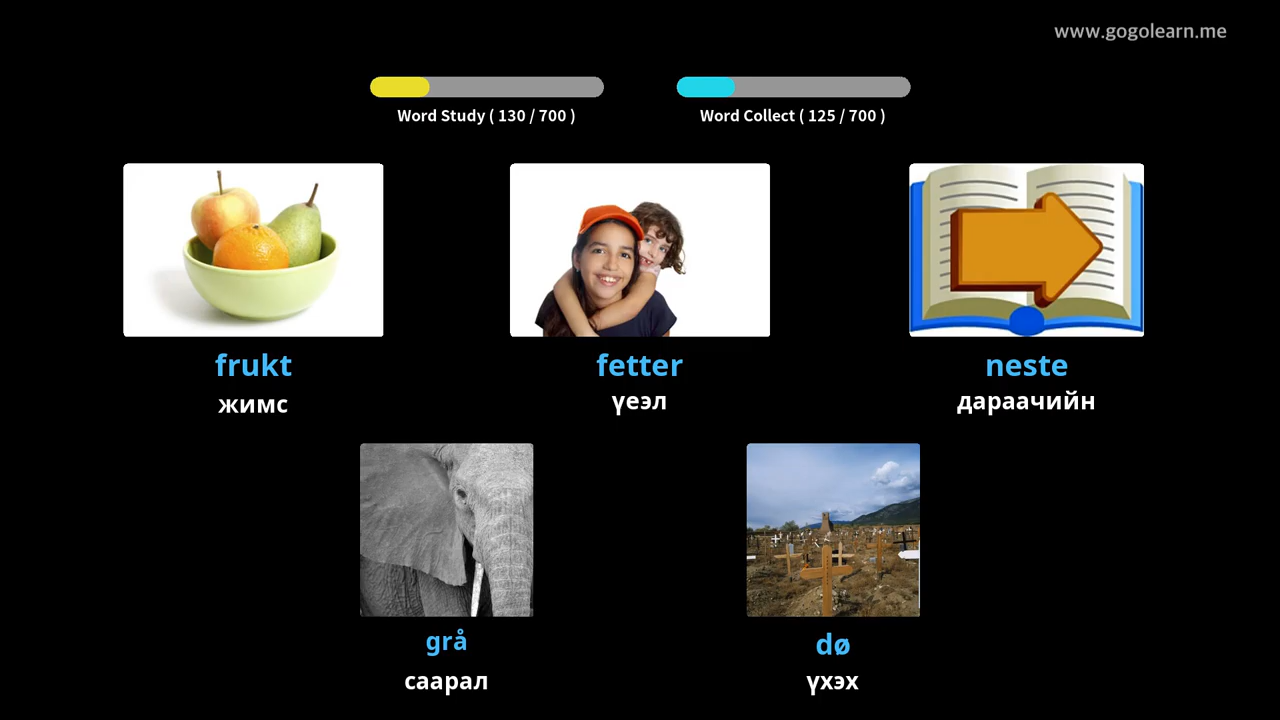 www.gogolearn.me
Word Study ( 130 / 700 )
Word Collect ( 125 / 700 )
frukt
жимс
fetter
үеэл
neste
дараачийн
grå
саарал
dø
үхэх